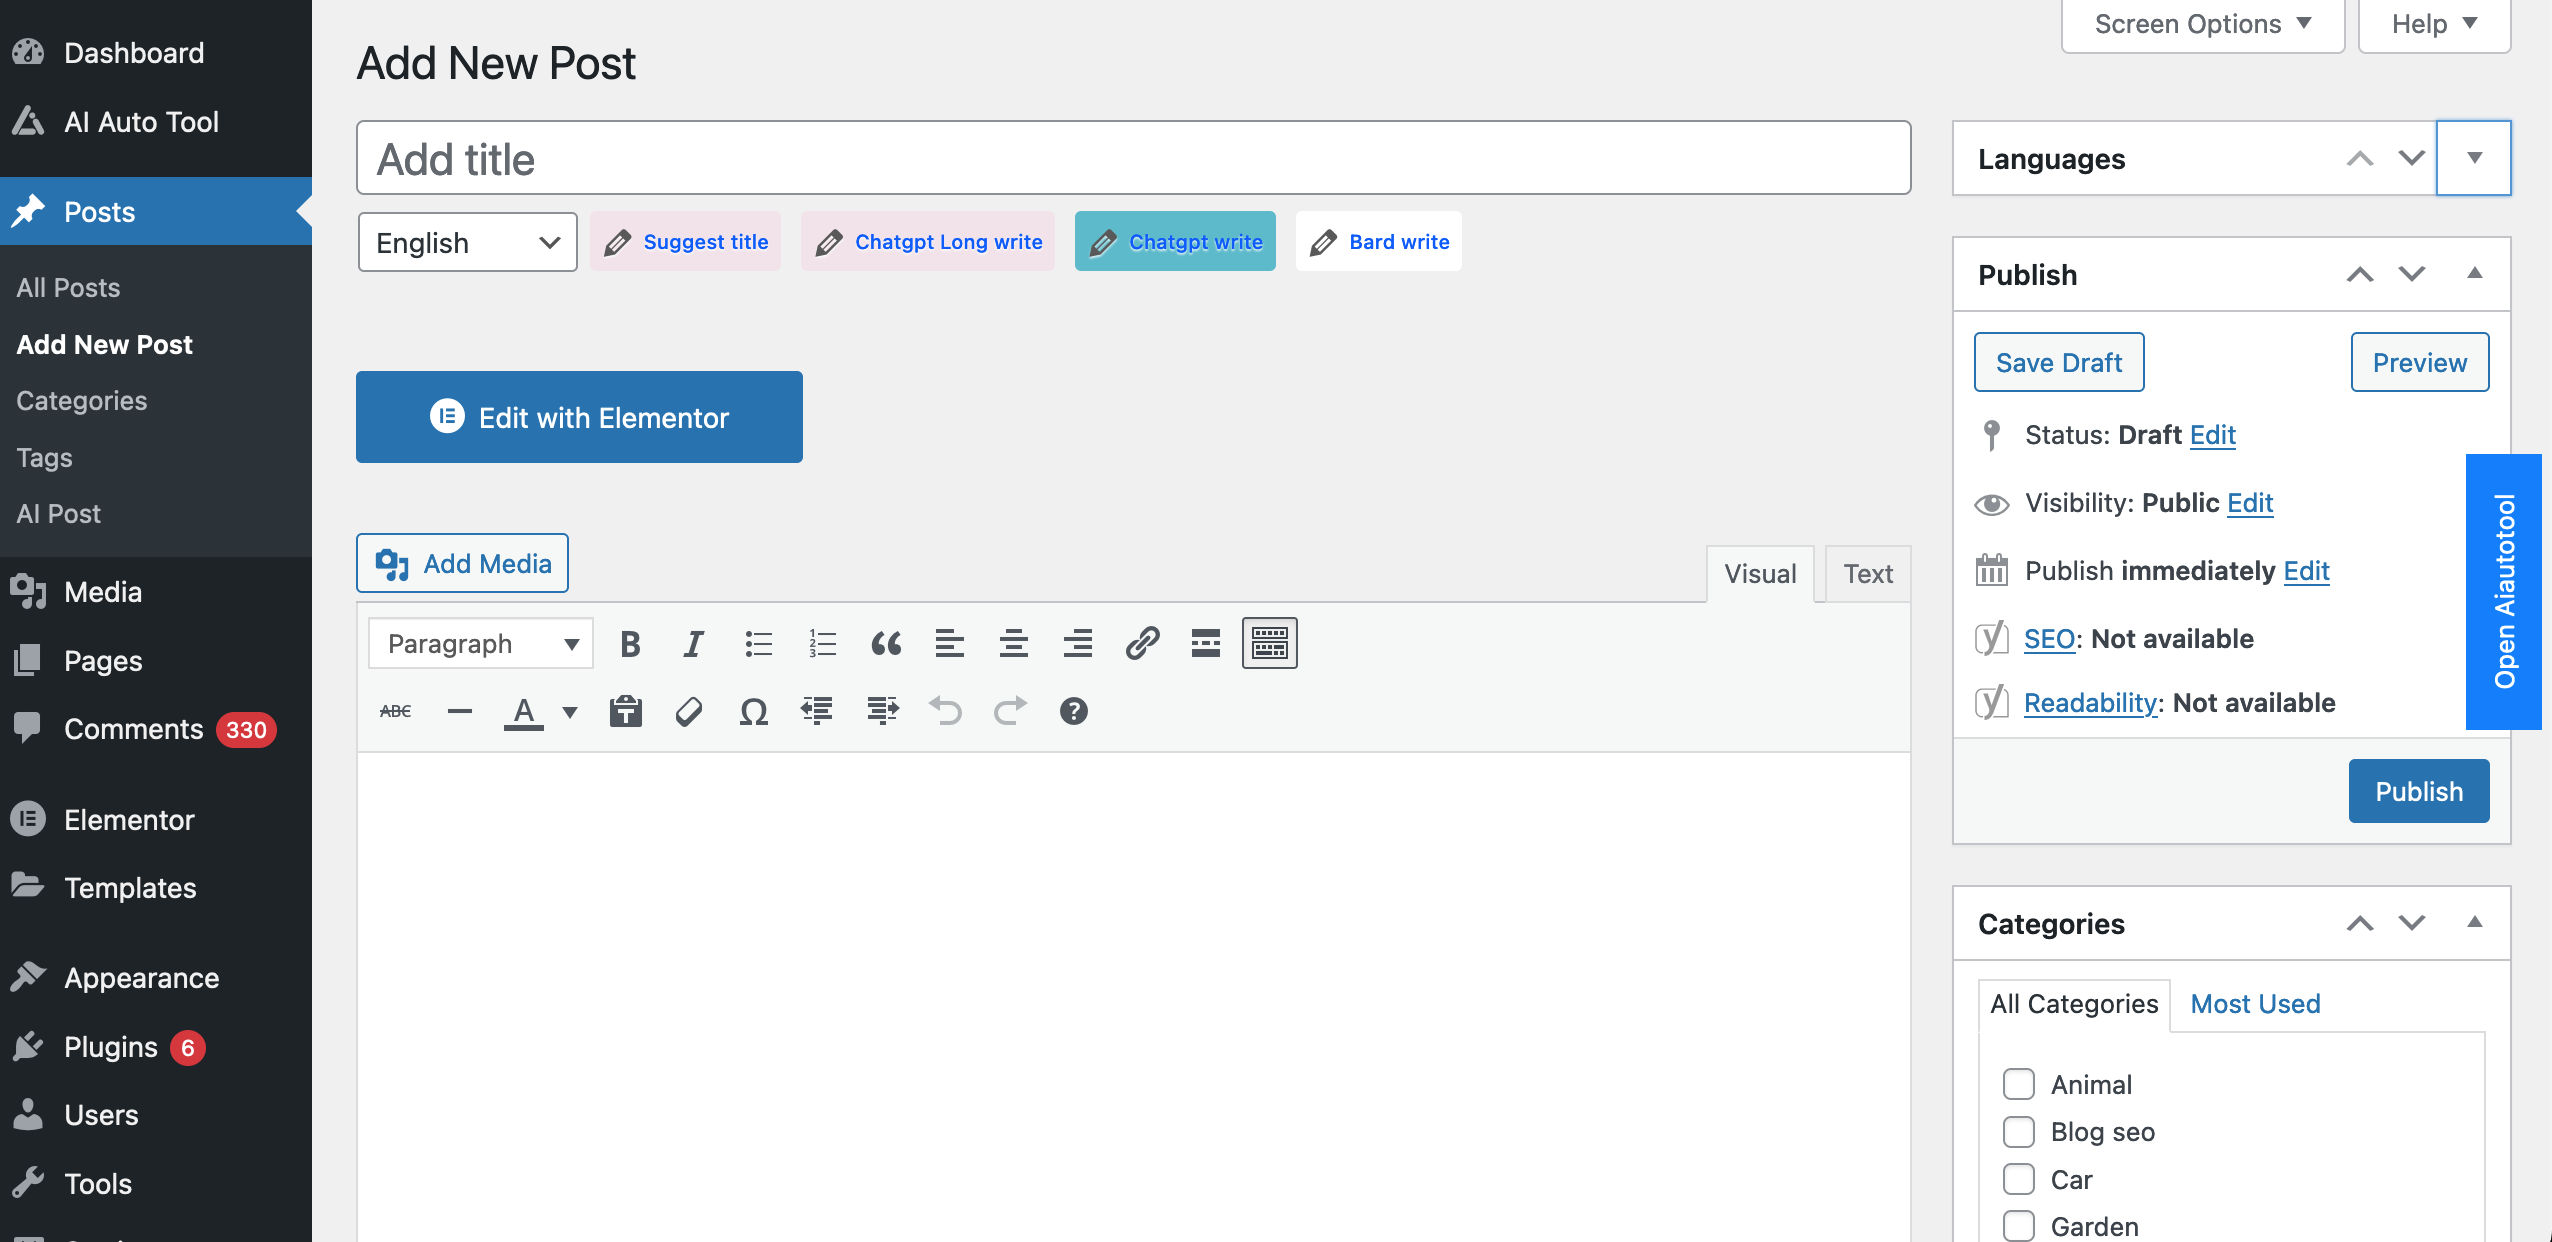 Dashboard
AI Auto Tool
Posts
All Posts
Add New Post
Categories
Tags
AI Post
Media
Pages
Comments 330
Elementor
Templates
Appearance
Plugins 6
Users
Tools
Screen Options
Help
Add New Post
Add title
English
Suggest title
Chatgpt Long write
Chatgpt write
Bard write
Edit with Elementor
Add Media
Visual
Text
Paragraph
B I
ABC
A
Languages
Publish
Save Draft
Preview
Status: Draft Edit
Visibility: Public Edit
Publish immediately Edit
SEO: Not available
Readability: Not available
Publish
Open Aiautotool
Categories
All Categories
Most Used
Animal
Blog seo
Car
Garden